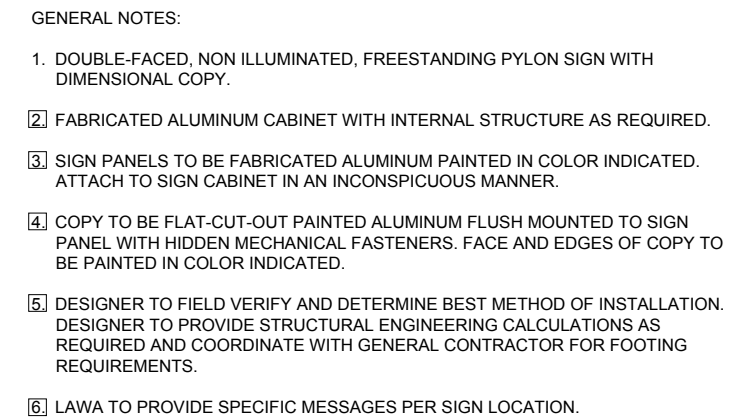 GENERAL NOTES:
1. DOUBLE-FACED, NON ILLUMINATED, FREESTANDING PYLON SIGN WITH
DIMENSIONAL COPY.
2. FABRICATED ALUMINUM CABINET WITH INTERNAL STRUCTURE AS REQUIRED.
3. SIGN PANELS TO BE FABRICATED ALUMINUM PAINTED IN COLOR INDICATED.
ATTACH TO SIGN CABINET IN AN INCONSPICUOUS MANNER.
4. COPY TO BE FLAT-CUT-OUT PAINTED ALUMINUM FLUSH MOUNTED TO SIGN
PANEL WITH HIDDEN MECHANICAL FASTENERS. FACE AND EDGES OF COPY TO
BE PAINTED IN COLOR INDICATED.
5. DESIGNER TO FIELD VERIFY AND DETERMINE BEST METHOD OF INSTALLATION.
DESIGNER TO PROVIDE STRUCTURAL ENGINEERING CALCULATIONS AS
REQUIRED AND COORDINATE WITH GENERAL CONTRACTOR FOR FOOTING
REQUIREMENTS.
6. LAWA TO PROVIDE SPECIFIC MESSAGES PER SIGN LOCATION.